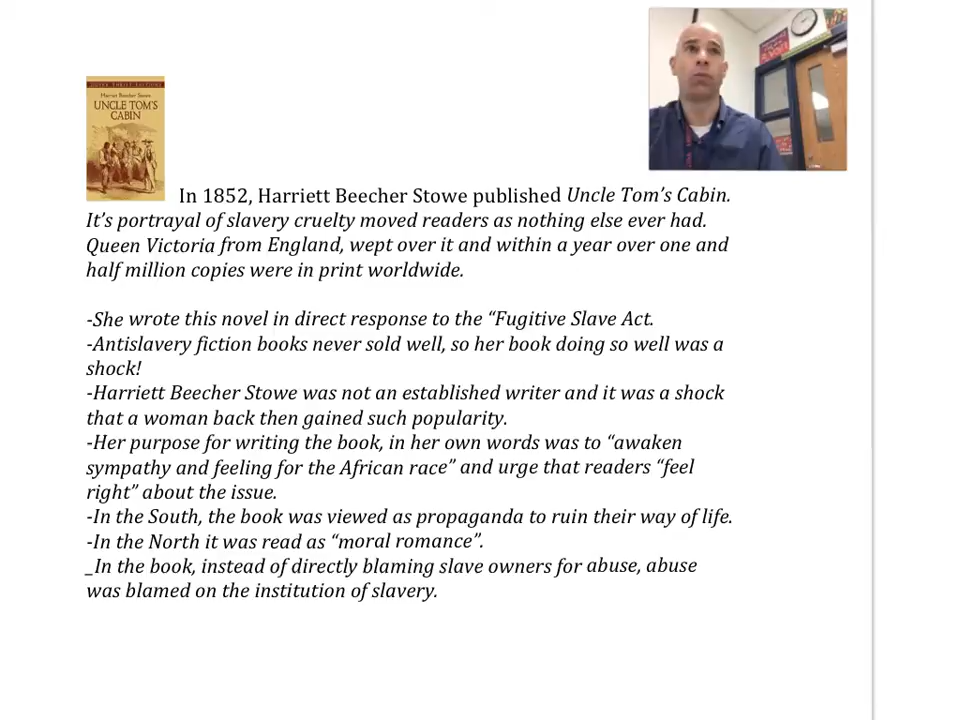 Harriet Beecher Stowe
UNCLE TOM'S
CABIN
In 1852, Harriett Beecher Stowe published Uncle Tom's Cabin.
It's portrayal of slavery cruelty moved readers as nothing else ever had.
Queen Victoria from England, wept over it and within a year over one and
half million copies were in print worldwide.
-She wrote this novel in direct response to the “Fugitive Slave Act.
-Antislavery fiction books never sold well, so her book doing so well was a
shock!
-Harriett Beecher Stowe was not an established writer and it was a shock
that a woman back then gained such popularity.
-Her purpose for writing the book, in her own words was to “awaken
sympathy and feeling for the African race” and urge that readers “feel
right” about the issue.
-In the South, the book was viewed as propaganda to ruin their way of life.
-In the North it was read as “moral romance”.
_In the book, instead of directly blaming slave owners for abuse, abuse
was blamed on the institution of slavery.